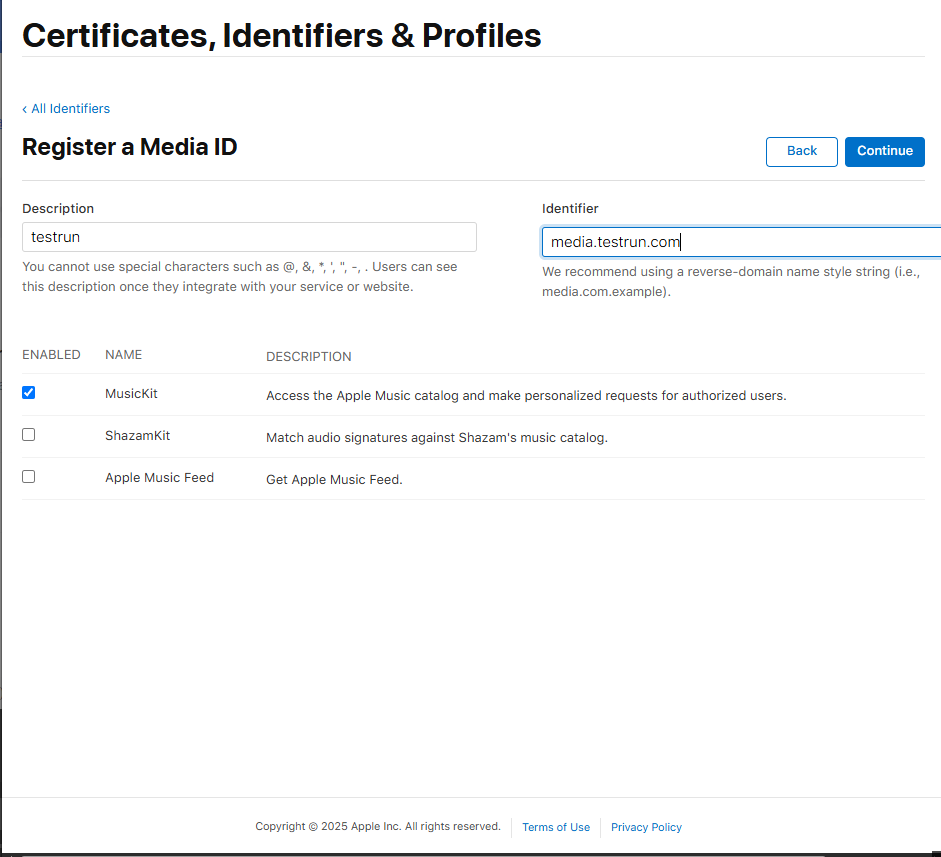 Certificates, Identifiers & Profiles
‹ All Identifiers
Register a Media ID
Back
Continue
Description
Identifier
testrun
media.testrun.com
You cannot use special characters such as @, &, *, ', ", -, . Users can see
this description once they integrate with your service or website.
We recommend using a reverse-domain name style string (i.e.,
media.com.example).
ENABLED NAME DESCRIPTION
MusicKit Access the Apple Music catalog and make personalized requests for authorized users.
ShazamKit Match audio signatures against Shazam's music catalog.
Apple Music Feed Get Apple Music Feed.
Copyright © 2025 Apple Inc. All rights reserved. Terms of Use Privacy Policy